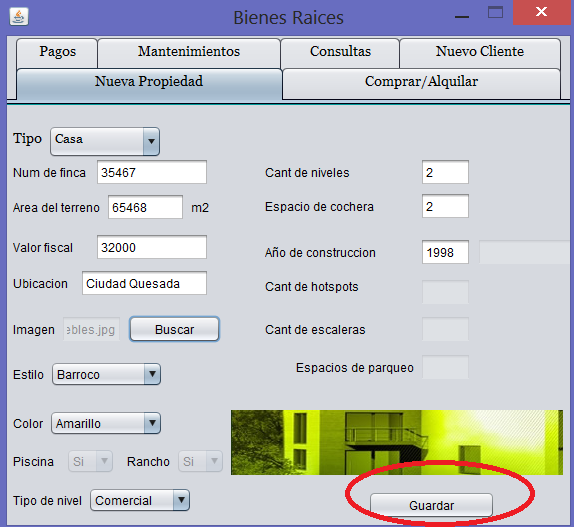 Bienes Raices
Pagos Mantenimientos Consultas Nuevo Cliente
Nueva Propiedad Comprar/Alquilar
Tipo Casa
Num de finca 35467 Cant de niveles 2
Area del terreno 65468 m2 Espacio de cochera 2
Valor fiscal 32000 Año de construccion 1998
Ubicacion Ciudad Quesada Cant de hotspots
Imagen ebles.jpg Buscar Cant de escaleras
Estilo Barroco Espacios de parqueo
Color Amarillo
Piscina Si Rancho Si
Tipo de nivel Comercial Guardar